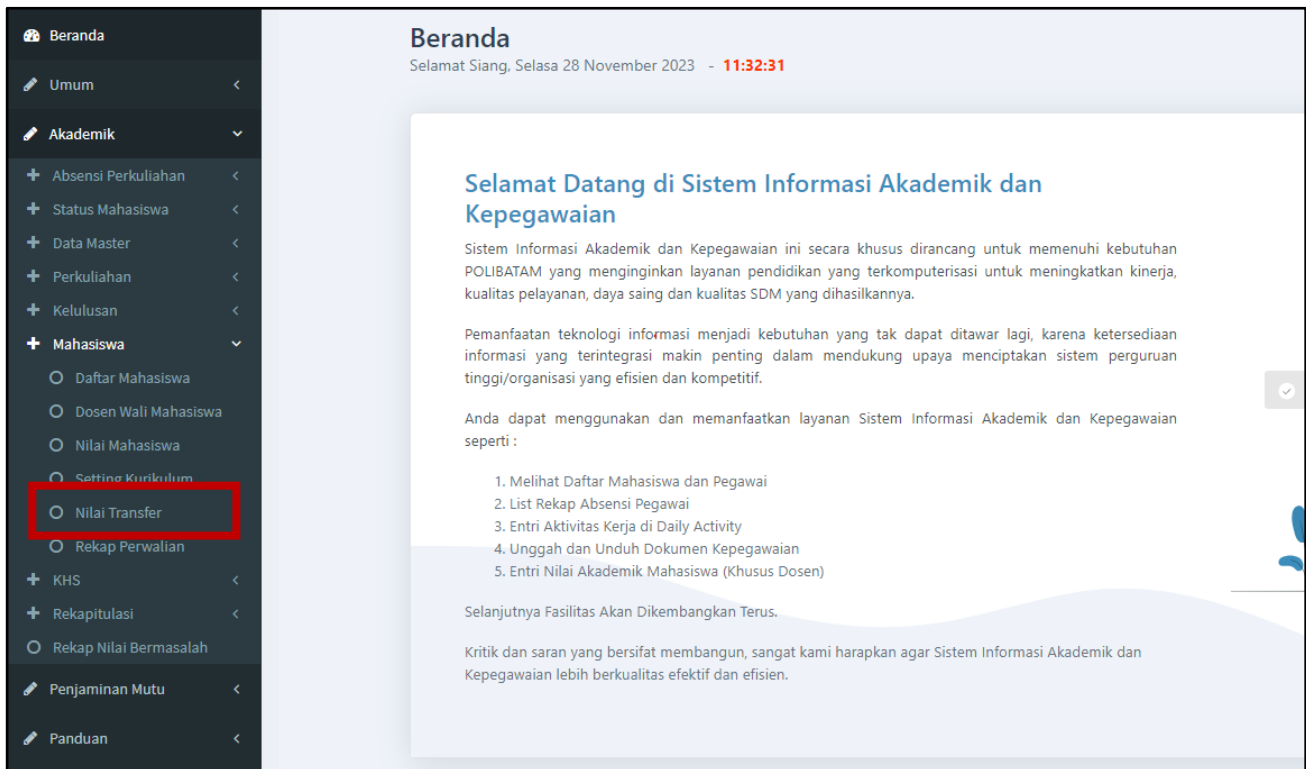 Beranda
Umum
Akademik
Absensi Perkuliahan
Status Mahasiswa
Data Master
Perkuliahan
Kelulusan
Mahasiswa
Daftar Mahasiswa
Dosen Wali Mahasiswa
Nilai Mahasiswa
Setting Kurikulum
Nilai Transfer
Rekap Perwalian
KHS
Rekapitulasi
Rekap Nilai Bermasalah
Penjaminan Mutu
Panduan
Beranda
Selamat Siang, Selasa 28 November 2023 - 11:32:31
Selamat Datang di Sistem Informasi Akademik dan
Kepegawaian
Sistem Informasi Akademik dan Kepegawaian ini secara khusus dirancang untuk memenuhi kebutuhan
POLIBATAM yang menginginkan layanan pendidikan yang terkomputerisasi untuk meningkatkan kinerja,
kualitas pelayanan, daya saing dan kualitas SDM yang dihasilkannya.
Pemanfaatan teknologi informasi menjadi kebutuhan yang tak dapat ditawar lagi, karena ketersediaan
informasi yang terintegrasi makin penting dalam mendukung upaya menciptakan sistem perguruan
tinggi/organisasi yang efisien dan kompetitif.
Anda dapat menggunakan dan memanfaatkan layanan Sistem Informasi Akademik dan Kepegawaian
seperti :
1. Melihat Daftar Mahasiswa dan Pegawai
2. List Rekap Absensi Pegawai
3. Entri Aktivitas Kerja di Daily Activity
4. Unggah dan Unduh Dokumen Kepegawaian
5. Entri Nilai Akademik Mahasiswa (Khusus Dosen)
Selanjutnya Fasilitas Akan Dikembangkan Terus.
Kritik dan saran yang bersifat membangun, sangat kami harapkan agar Sistem Informasi Akademik dan
Kepegawaian lebih berkualitas efektif dan efisien.